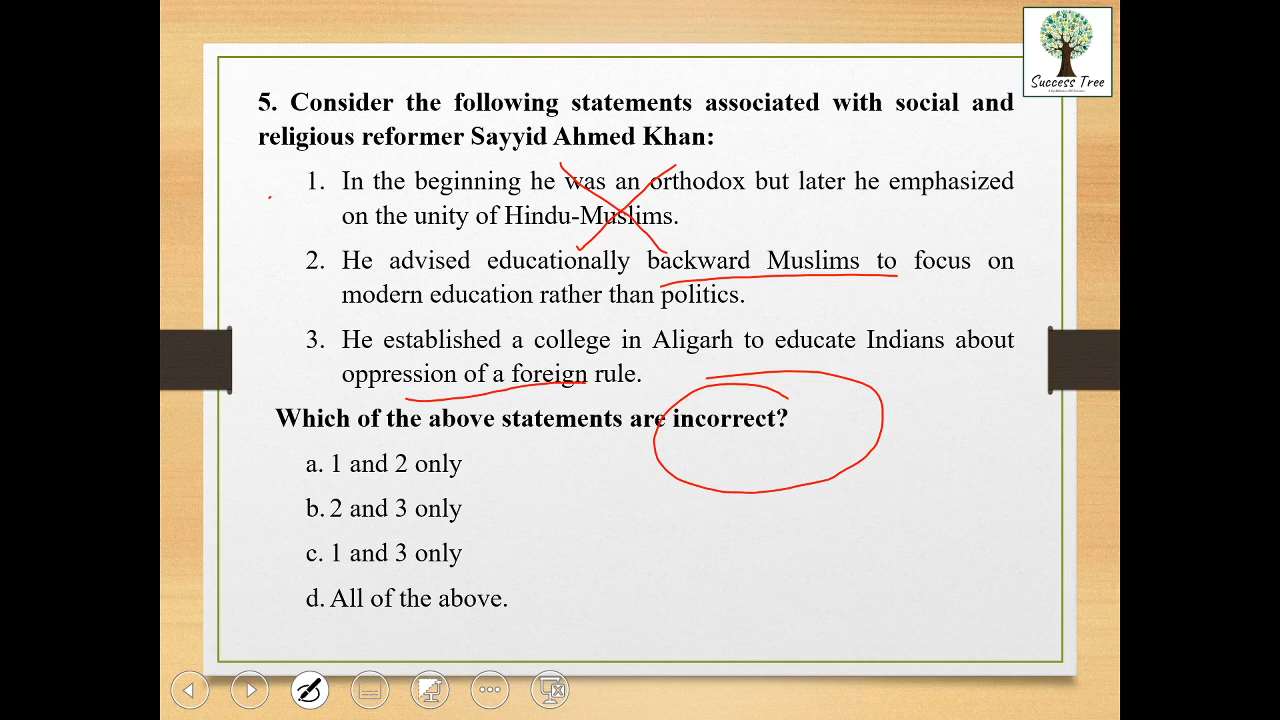 Success Tree
5. Consider the following statements associated with social and
religious reformer Sayyid Ahmed Khan:
1. In the beginning he was an orthodox but later he emphasized
on the unity of Hindu-Muslims.
2. He advised educationally backward Muslims to focus on
modern education rather than politics.
3. He established a college in Aligarh to educate Indians about
oppression of a foreign rule.
Which of the above statements are incorrect?
a. 1 and 2 only
b. 2 and 3 only
c. 1 and 3 only
d. All of the above.